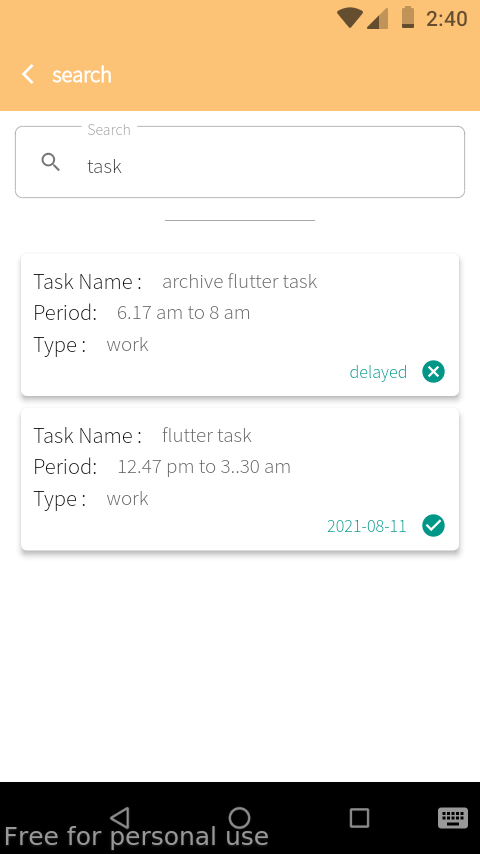 2:40
search
Search
task
Task Name : archive flutter task
Period: 6.17 am to 8 am
Type : work
delayed
Task Name : flutter task
Period: 12.47 pm to 3..30 am
Type : work
2021-08-11
Free for personal use